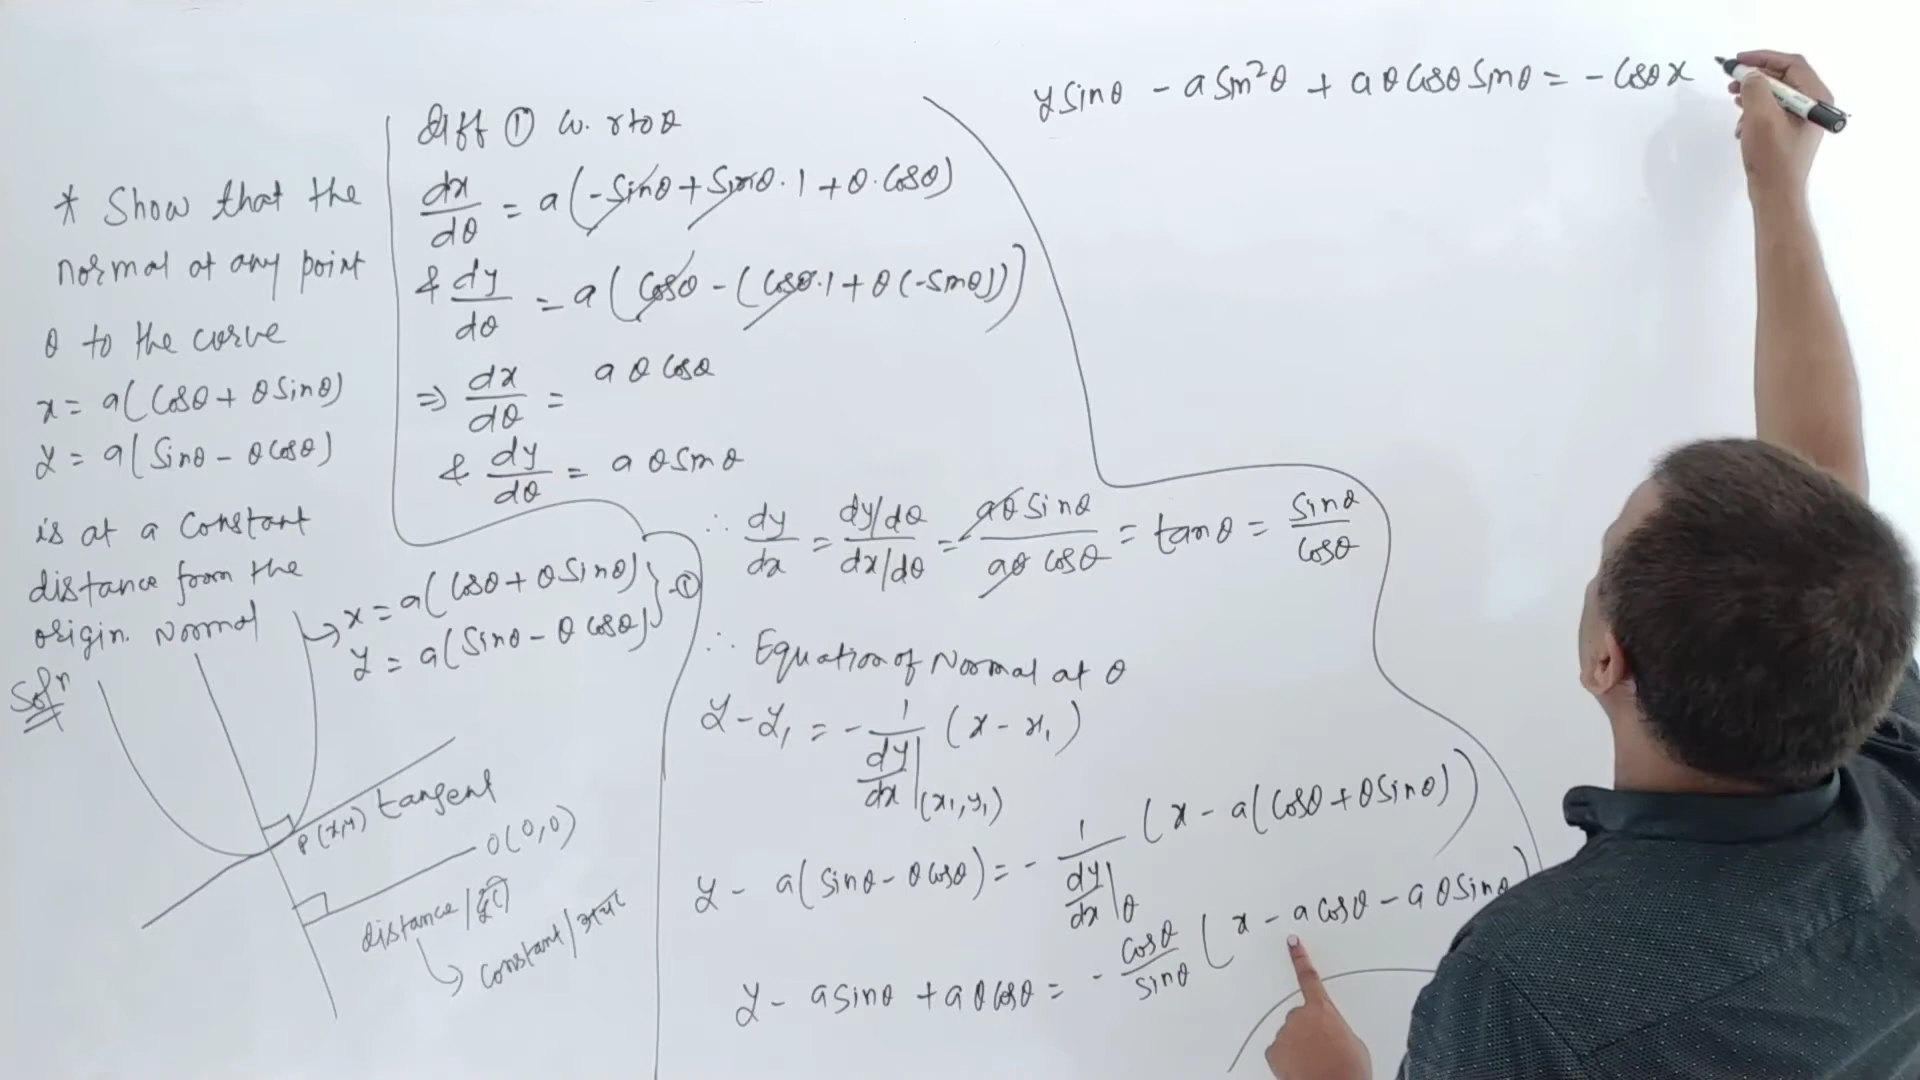 * Show that the
normal at any point
θ to the curve
x = a(Cosθ + θSinθ)
y = a(Sinθ - θCosθ)
is at a Constant
distance from the
origin. Normal
Solⁿ
x = a(Cosθ + θSinθ)
y = a(Sinθ - θCosθ) } -①
P(x,y) tangent
O(0,0)
distance/दूरी
constant/अचर
diff ① w.r to θ
dx/dθ = a(-Sinθ + Sinθ.1 + θ.Cosθ)
& dy/dθ = a(Cosθ - (Cosθ.1 + θ(-Sinθ)))
⇒ dx/dθ = aθCosθ
& dy/dθ = aθSinθ
∴ dy/dx = dy/dθ / dx/dθ = aθSinθ / aθCosθ = tanθ = Sinθ/Cosθ
∴ Equation of Normal at θ
y - y₁ = - 1/(dy/dx)|(x₁,y₁) (x - x₁)
y - a(Sinθ - θCosθ) = - 1/(dy/dx)|θ (x - a(Cosθ + θSinθ))
y - aSinθ + aθCosθ = - Cosθ/Sinθ (x - aCosθ - aθSinθ)
ySinθ - aSin²θ + aθCosθSinθ = -Cosθx